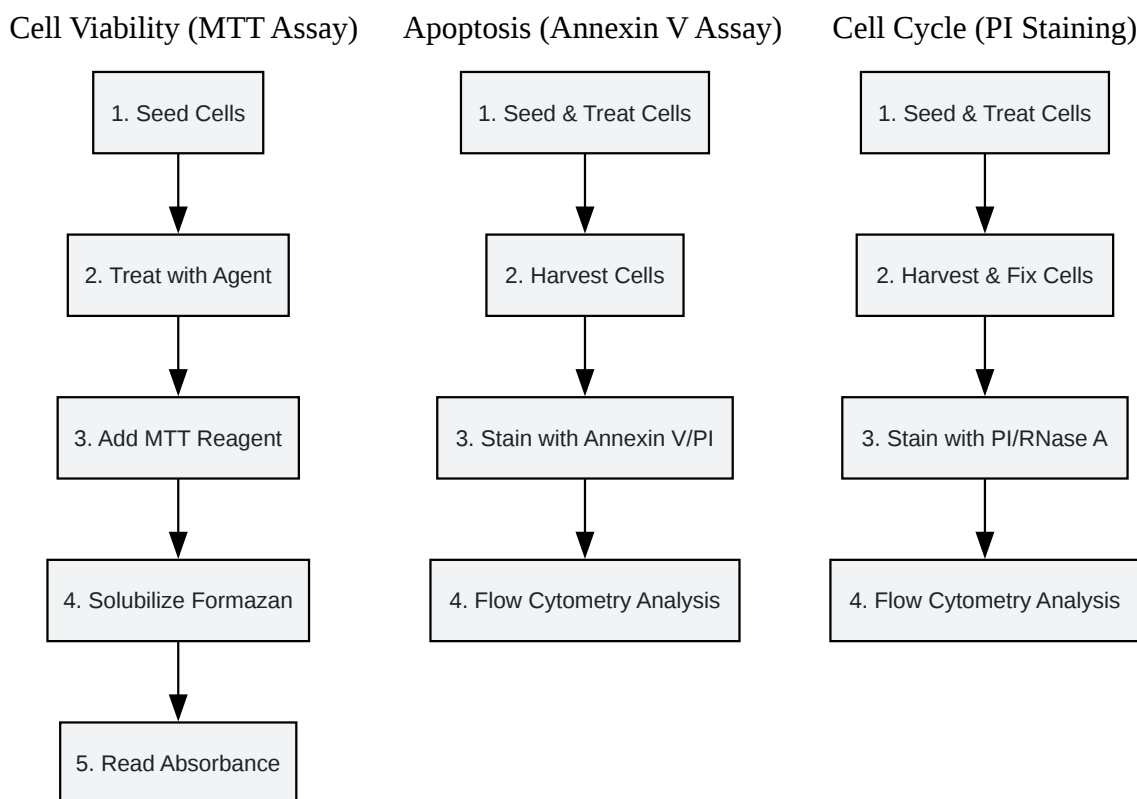 Cell Viability (MTT Assay)
1. Seed Cells
2. Treat with Agent
3. Add MTT Reagent
4. Solubilize Formazan
5. Read Absorbance
Apoptosis (Annexin V Assay)
1. Seed & Treat Cells
2. Harvest Cells
3. Stain with Annexin V/PI
4. Flow Cytometry Analysis
Cell Cycle (PI Staining)
1. Seed & Treat Cells
2. Harvest & Fix Cells
3. Stain with PI/RNase A
4. Flow Cytometry Analysis